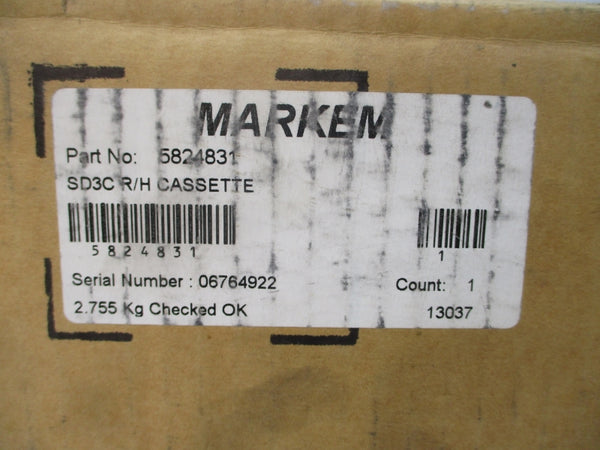 MARKEM
Part No: 5824831
SD3C R/H CASSETTE
5824831
1
Serial Number : 06764922
Count: 1
2.755 Kg Checked OK
13037